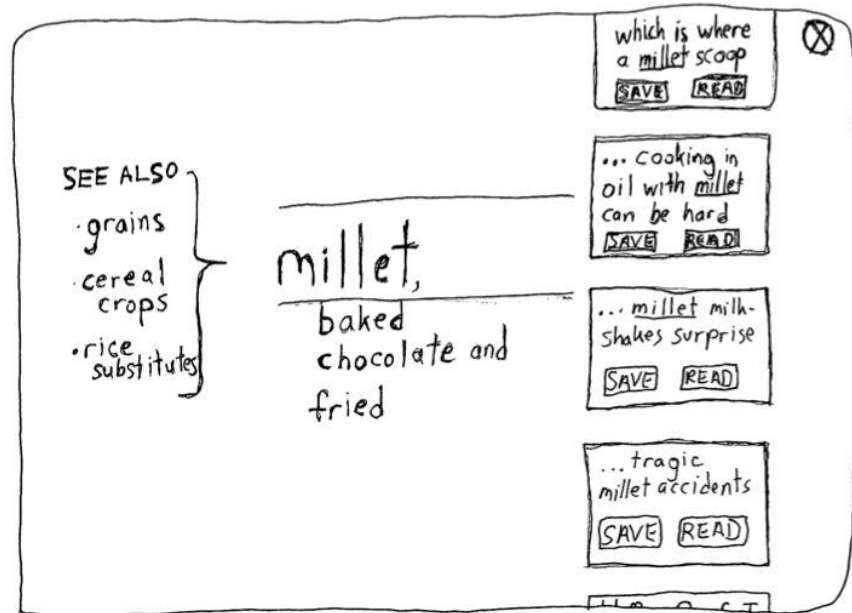 SEE ALSO
·grains
·cereal
crops
·rice
substitutes
millet,
baked
chocolate and
fried
which is where
a millet scoop
SAVE READ
... cooking in
oil with millet
can be hard
SAVE READ
... millet milk-
shakes surprise
SAVE READ
...tragic
millet accidents
SAVE READ